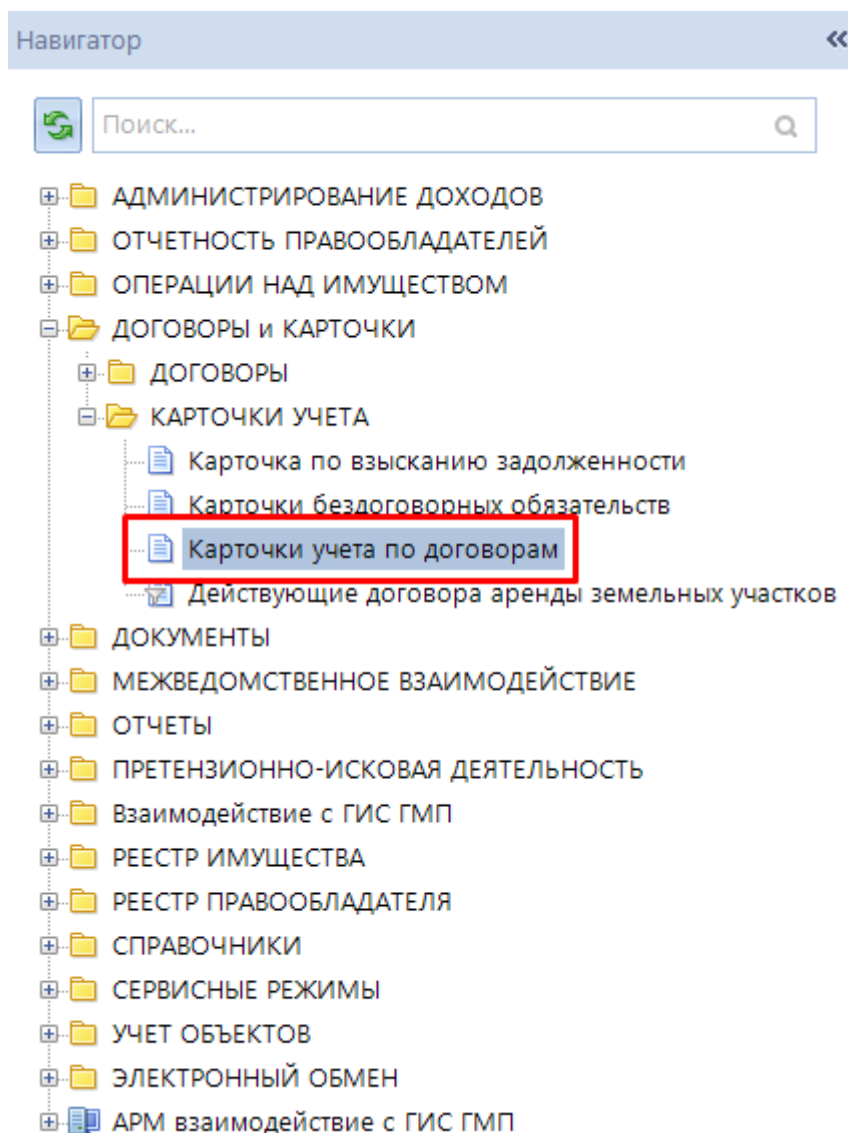 Навигатор
Поиск...
АДМИНИСТРИРОВАНИЕ ДОХОДОВ
ОТЧЕТНОСТЬ ПРАВООБЛАДАТЕЛЕЙ
ОПЕРАЦИИ НАД ИМУЩЕСТВОМ
ДОГОВОРЫ и КАРТОЧКИ
ДОГОВОРЫ
КАРТОЧКИ УЧЕТА
Карточка по взысканию задолженности
Карточки бездоговорных обязательств
Карточки учета по договорам
Действующие договора аренды земельных участков
ДОКУМЕНТЫ
МЕЖВЕДОМСТВЕННОЕ ВЗАИМОДЕЙСТВИЕ
ОТЧЕТЫ
ПРЕТЕНЗИОННО-ИСКОВАЯ ДЕЯТЕЛЬНОСТЬ
Взаимодействие с ГИС ГМП
РЕЕСТР ИМУЩЕСТВА
РЕЕСТР ПРАВООБЛАДАТЕЛЯ
СПРАВОЧНИКИ
СЕРВИСНЫЕ РЕЖИМЫ
УЧЕТ ОБЪЕКТОВ
ЭЛЕКТРОННЫЙ ОБМЕН
АРМ взаимодействие с ГИС ГМП